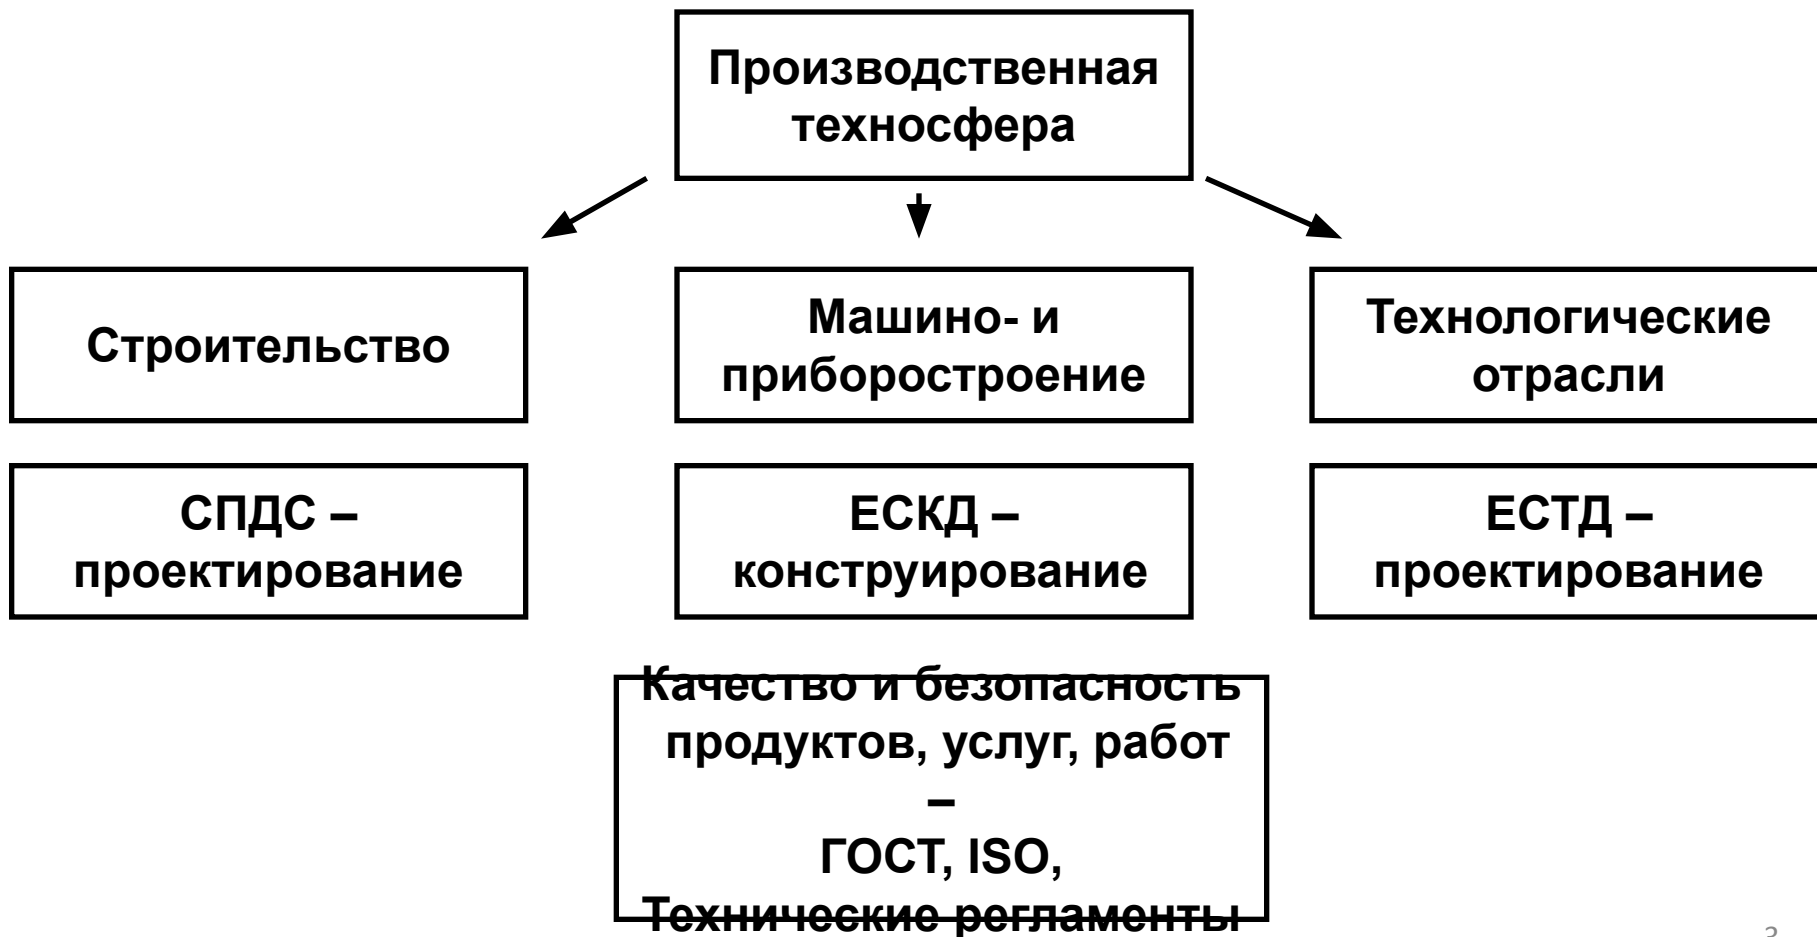 Производственная
техносфера
Строительство
Машино- и
приборостроение
Технологические
отрасли
СПДС –
проектирование
ЕСКД –
конструирование
ЕСТД –
проектирование
Качество и безопасность
продуктов, услуг, работ
–
ГОСТ, ISO,
Технические регламенты
3